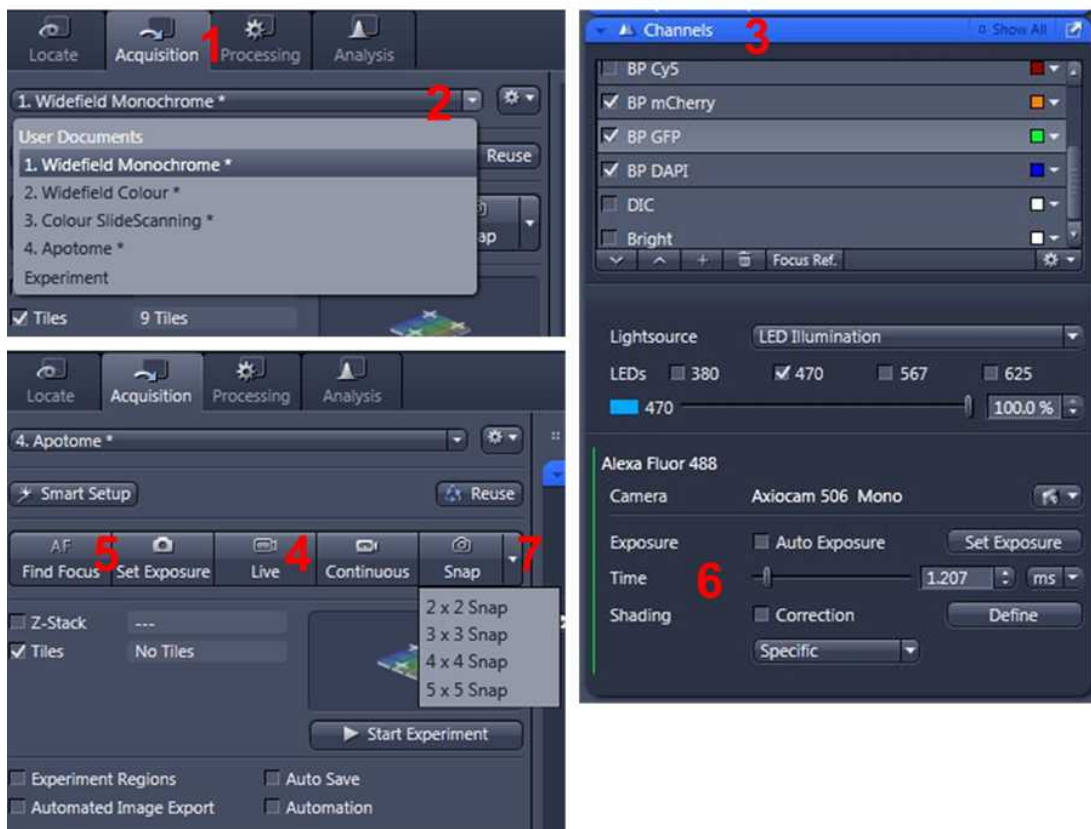 Locate Acquisition 1 Processing Analysis
1. Widefield Monochrome * 2
User Documents
1. Widefield Monochrome *
Reuse
2. Widefield Colour *
3. Colour SlideScanning *
ap
4. Apotome *
Experiment
Tiles 9 Tiles
Locate Acquisition Processing Analysis
4. Apotome *
Smart Setup Reuse
AF 5 4 7
Find Focus Set Exposure Live Continuous Snap
2 x 2 Snap
Z-Stack ---
3 x 3 Snap
Tiles No Tiles
4 x 4 Snap
5 x 5 Snap
Start Experiment
Experiment Regions Auto Save
Automated Image Export Automation
Channels 3 Show All
BP Cy5
BP mCherry
BP GFP
BP DAPI
DIC
Bright
+ Focus Ref.
Lightsource LED Illumination
LEDs 380 470 567 625
470 100.0 %
Alexa Fluor 488
Camera Axiocam 506 Mono
Exposure Auto Exposure Set Exposure
Time 6 1.207 ms
Shading Correction Define
Specific